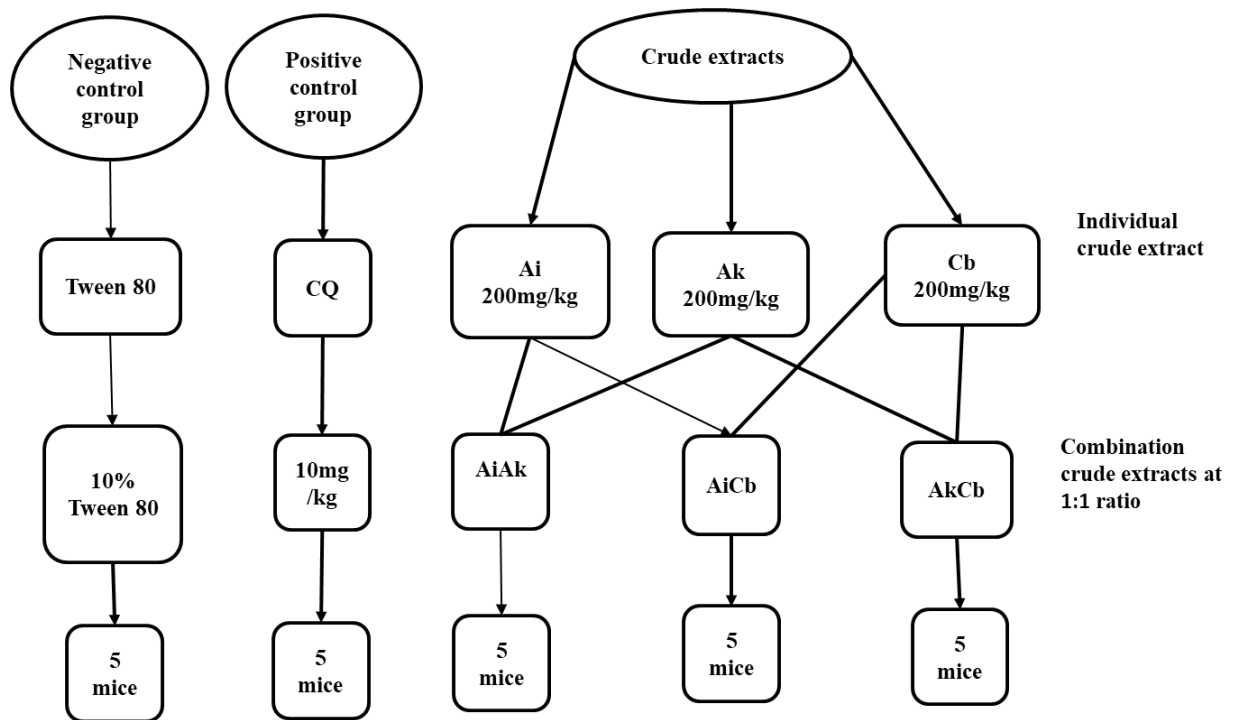 Negative
control
group
Positive
control
group
Crude extracts
Tween 80
CQ
Ai
200mg/kg
Ak
200mg/kg
Cb
200mg/kg
Individual
crude extract
10%
Tween 80
10mg
/kg
AiAk
AiCb
AkCb
Combination
crude extracts at
1:1 ratio
5
mice
5
mice
5
mice
5
mice
5
mice